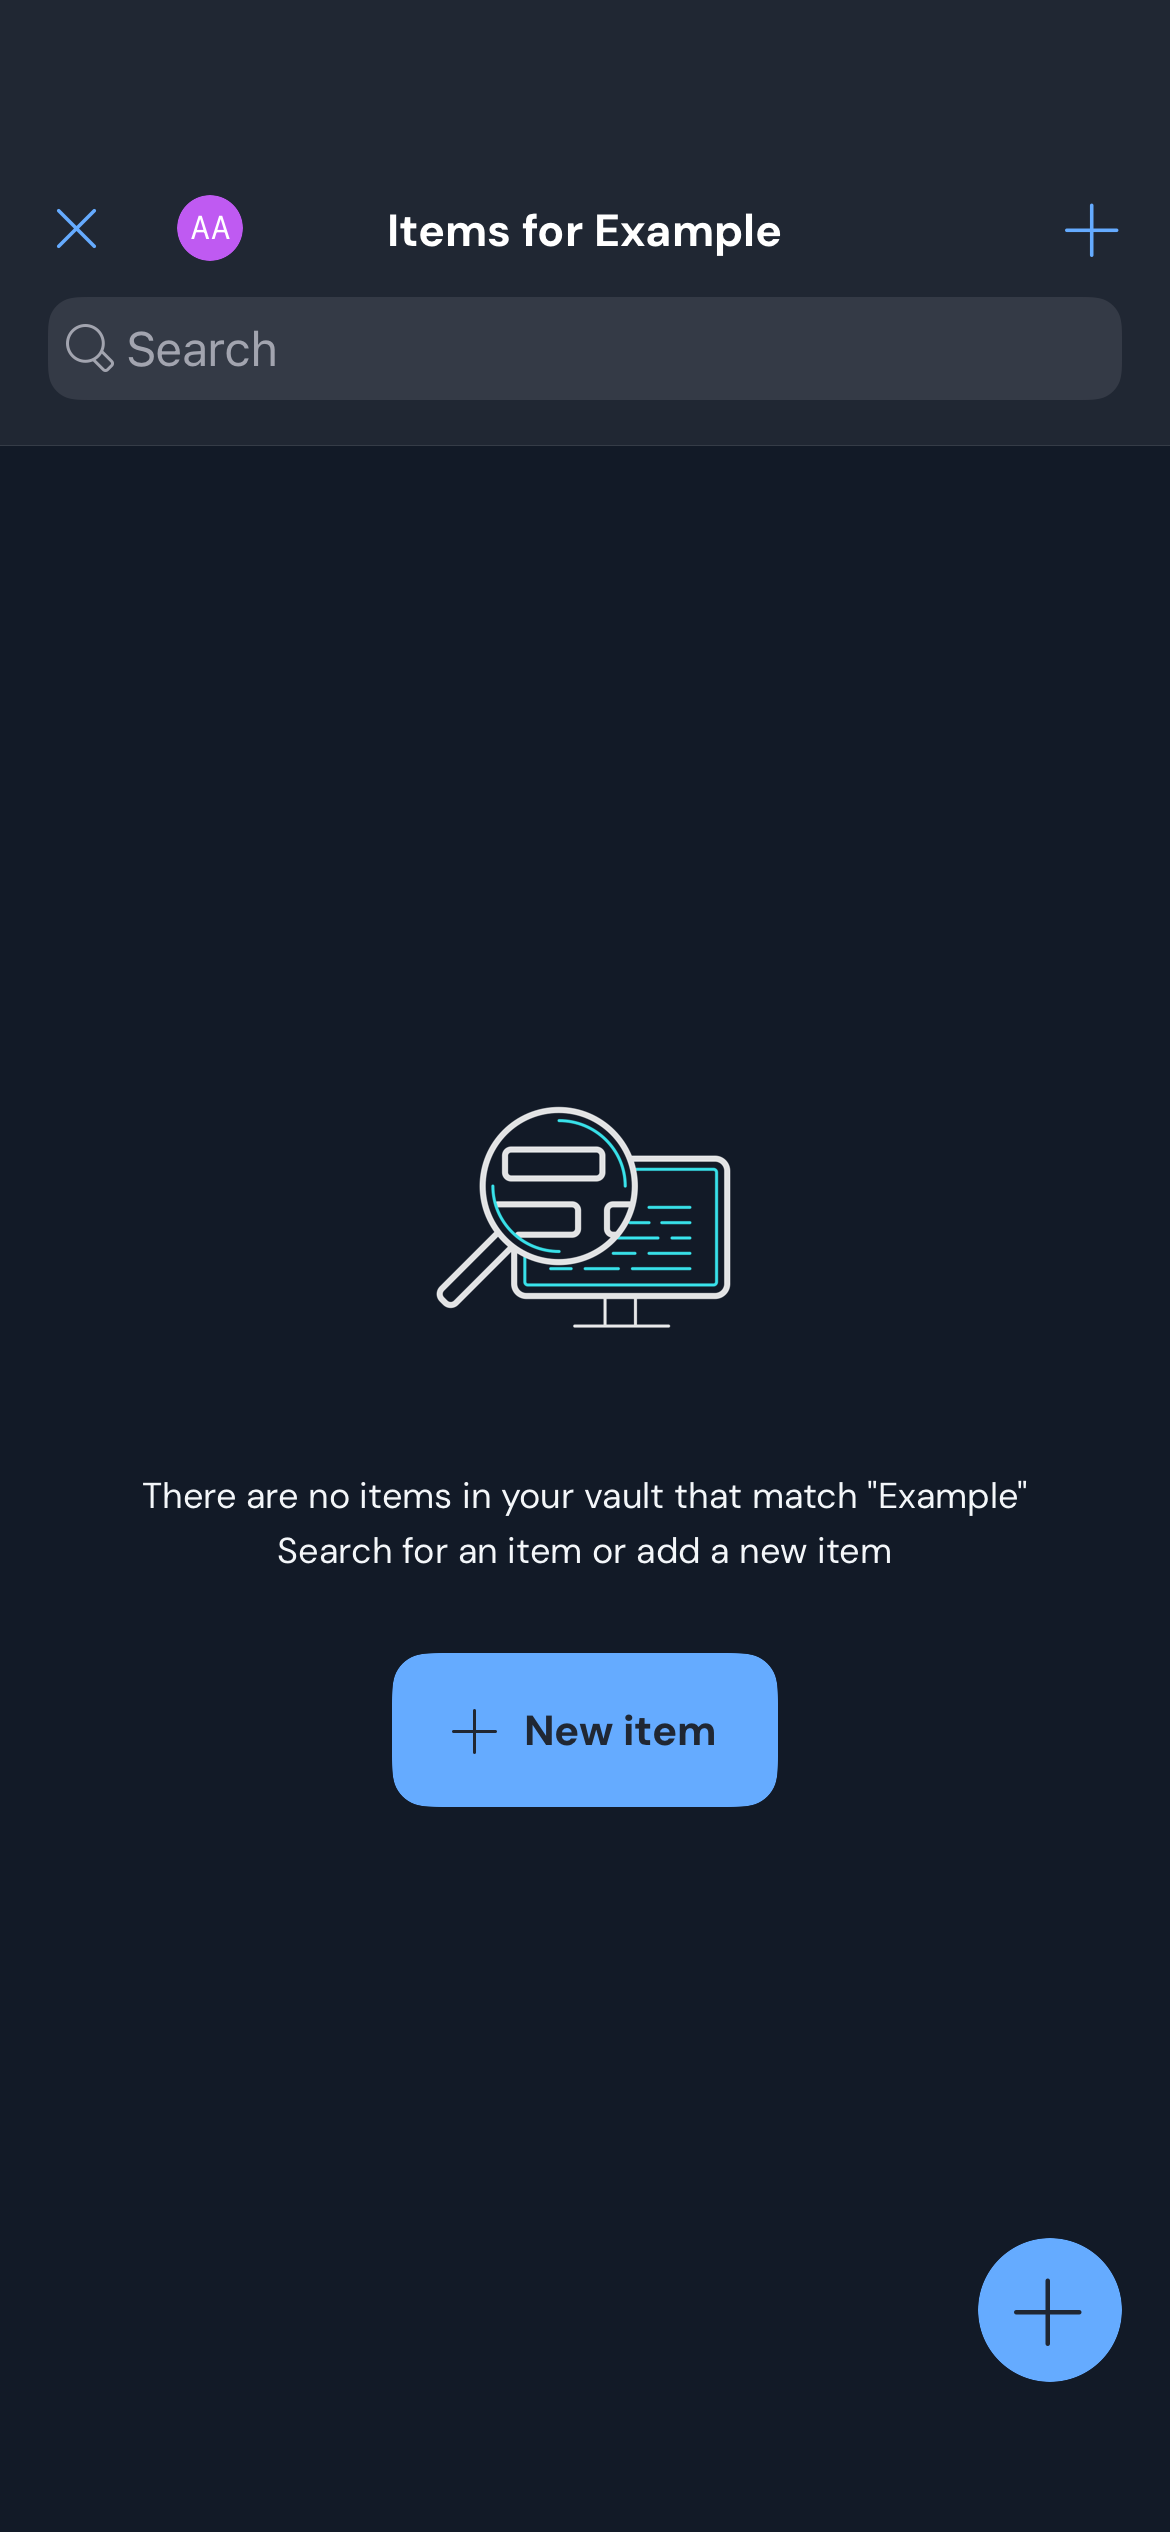 AA
Items for Example
Search
There are no items in your vault that match "Example"
Search for an item or add a new item
New item